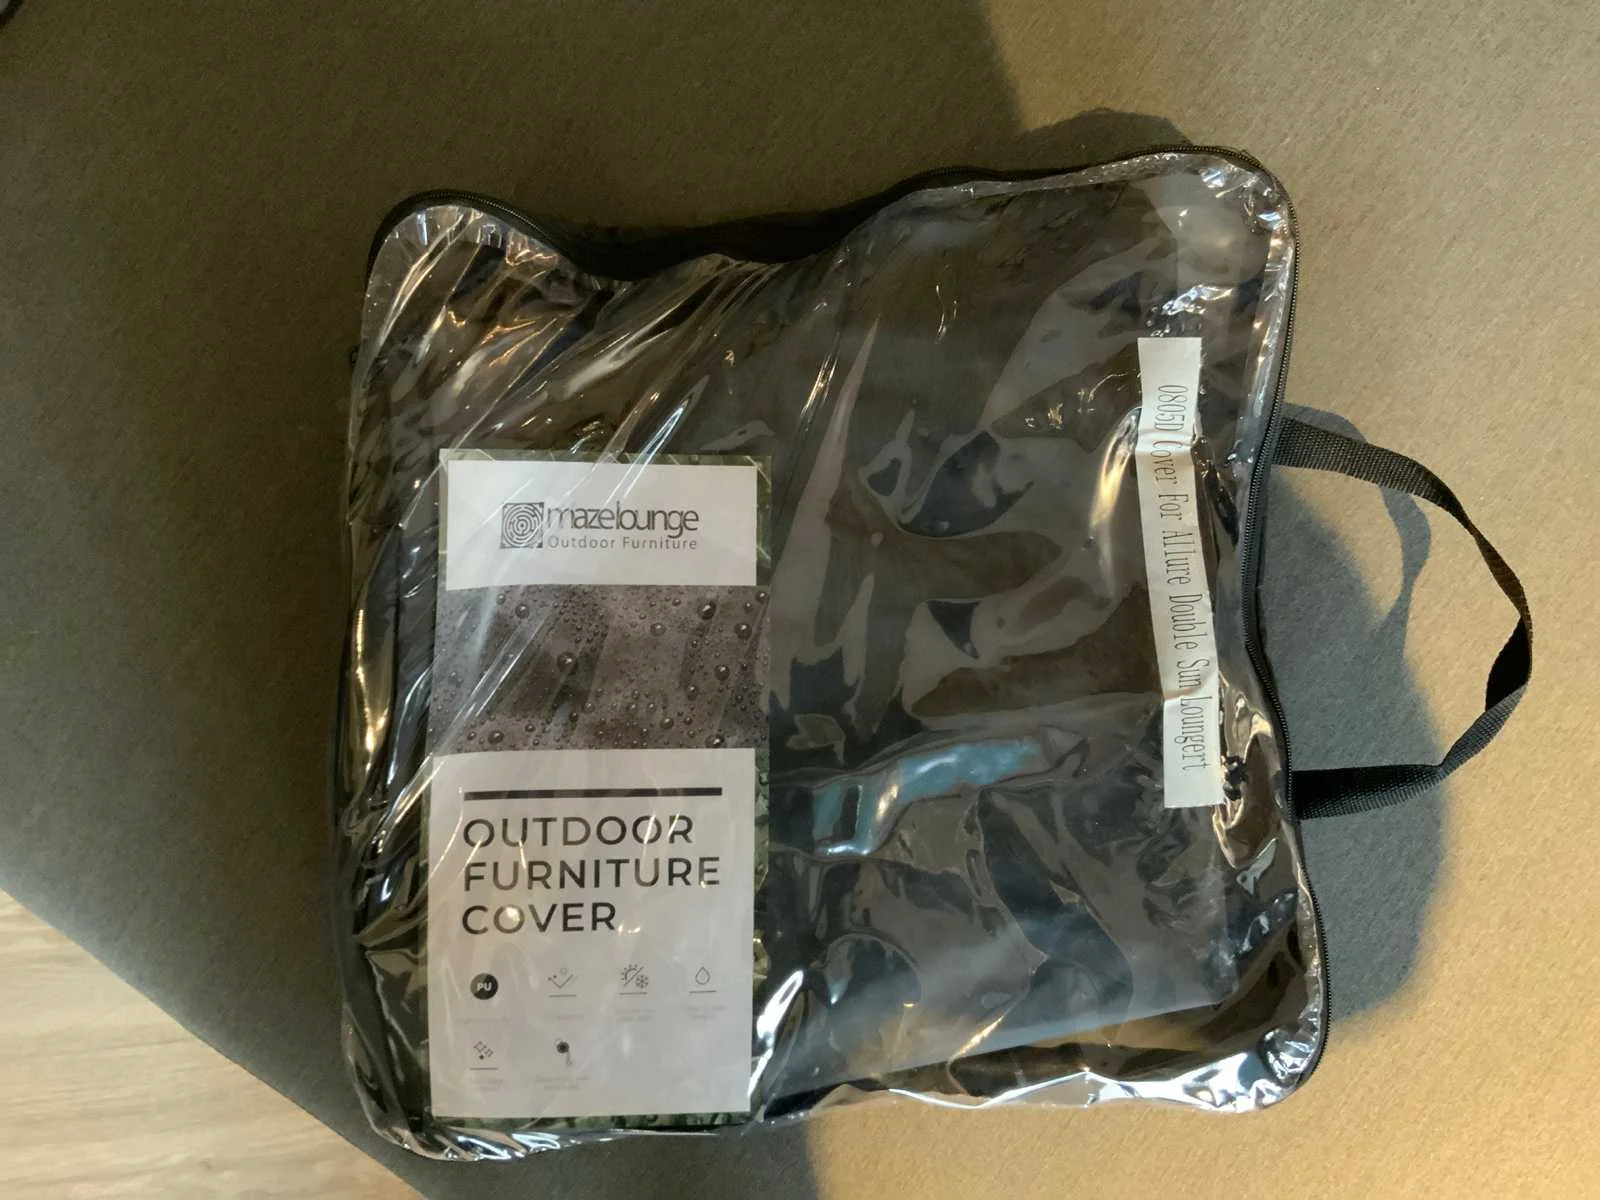 mazelounge
Outdoor Furniture
OUTDOOR
FURNITURE
COVER
PU
0805D Cover For Allure Double Sun Loungert